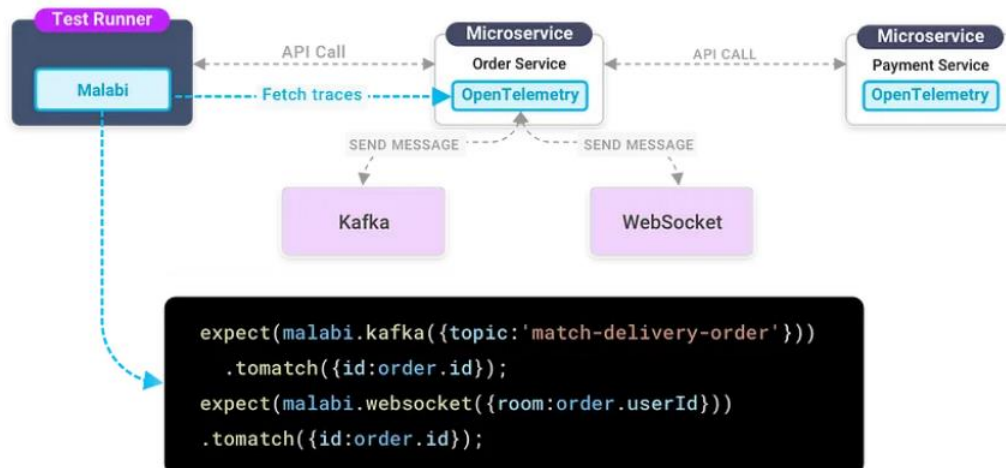 Test Runner
Malabi
API Call
Fetch traces
Microservice
Order Service
OpenTelemetry
API CALL
Microservice
Payment Service
OpenTelemetry
SEND MESSAGE
SEND MESSAGE
Kafka
WebSocket
expect(malabi.kafka({topic:'match-delivery-order'}))
.tomatch({id:order.id});
expect(malabi.websocket({room:order.userId}))
.tomatch({id:order.id});